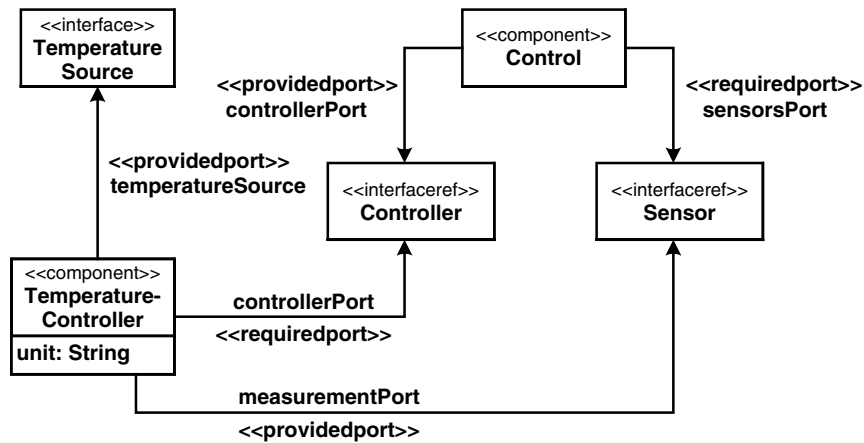 <<interface>>
Temperature
Source
<<component>>
Control
<<providedport>>
controllerPort
<<requiredport>>
sensorsPort
<<providedport>>
temperatureSource
<<interfaceref>>
Controller
<<interfaceref>>
Sensor
<<component>>
Temperature-
Controller
unit: String
controllerPort
<<requiredport>>
measurementPort
<<providedport>>